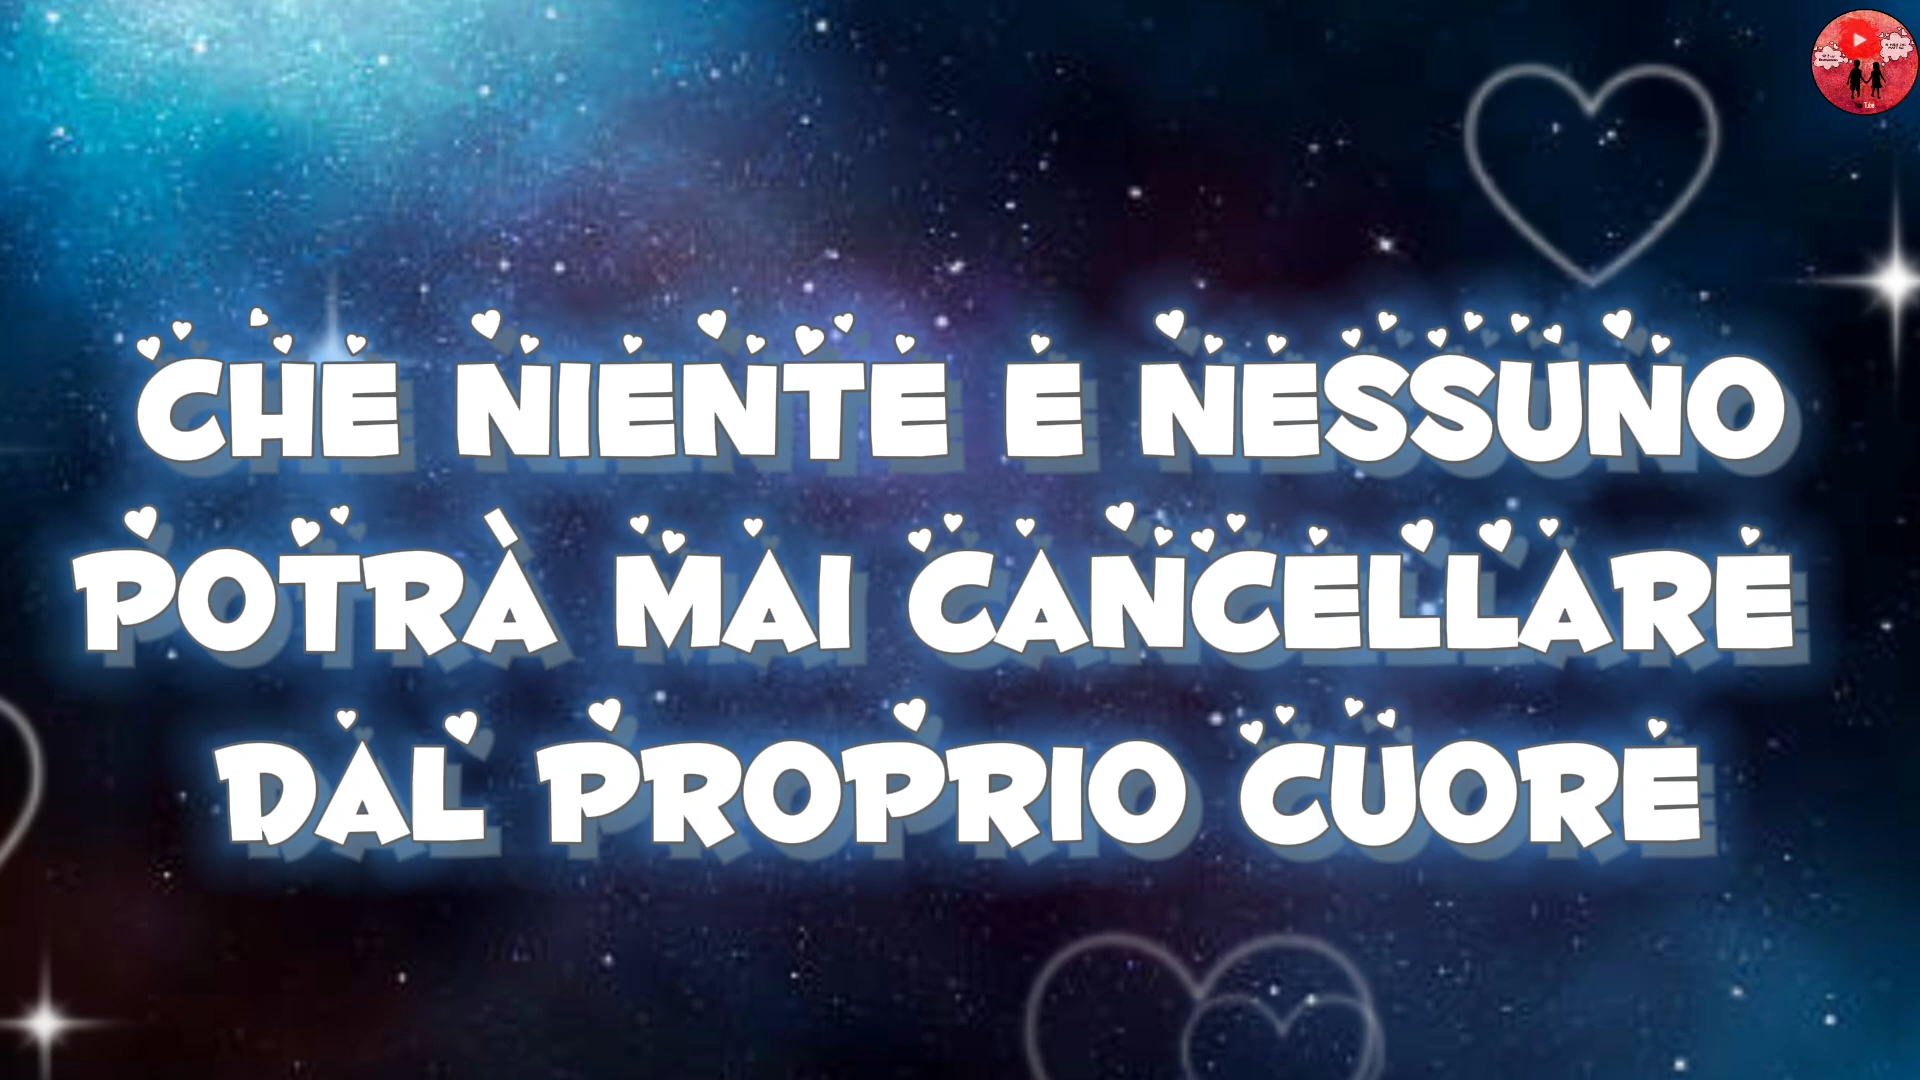 CHE NIENTE E NESSUNO
POTRÀ MAI CANCELLARE
DAL PROPRIO CUORE